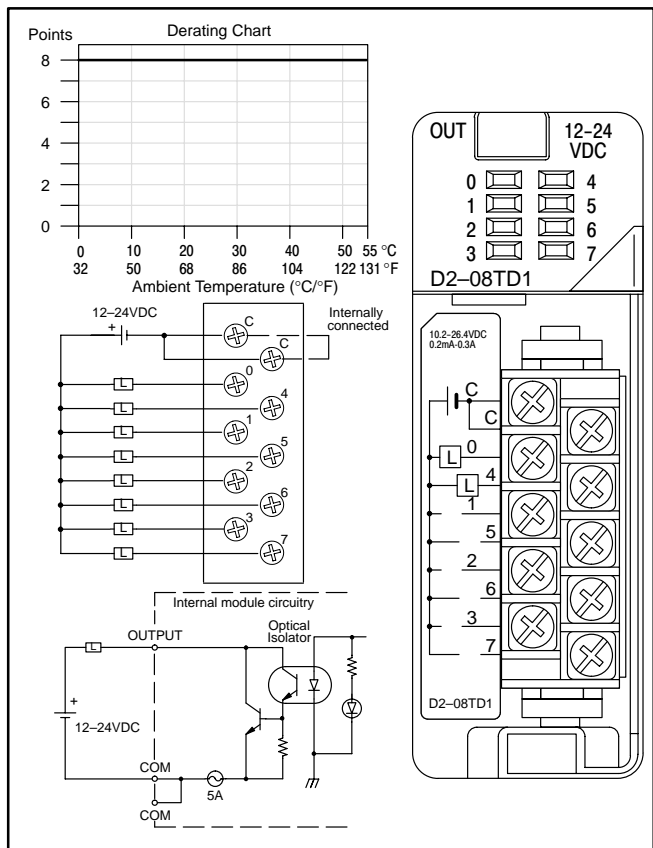 Points
Derating Chart
8
6
4
2
0
0 10 20 30 40 50 55 °C
32 50 68 86 104 122 131 °F
Ambient Temperature (°C/°F)
12–24VDC
+
Internally
connected
C
C
L 0
L 4
L 1
L 5
L 2
L 6
L 3
L 7
Internal module circuitry
OUTPUT
Optical
Isolator
L
+
12–24VDC
COM
5A
COM
OUT
12–24
VDC
0 4
1 5
2 6
3 7
D2–08TD1
10.2–26.4VDC
0.2mA-0.3A
C
C
L 0
L 4
1
5
2
6
3
7
D2–08TD1